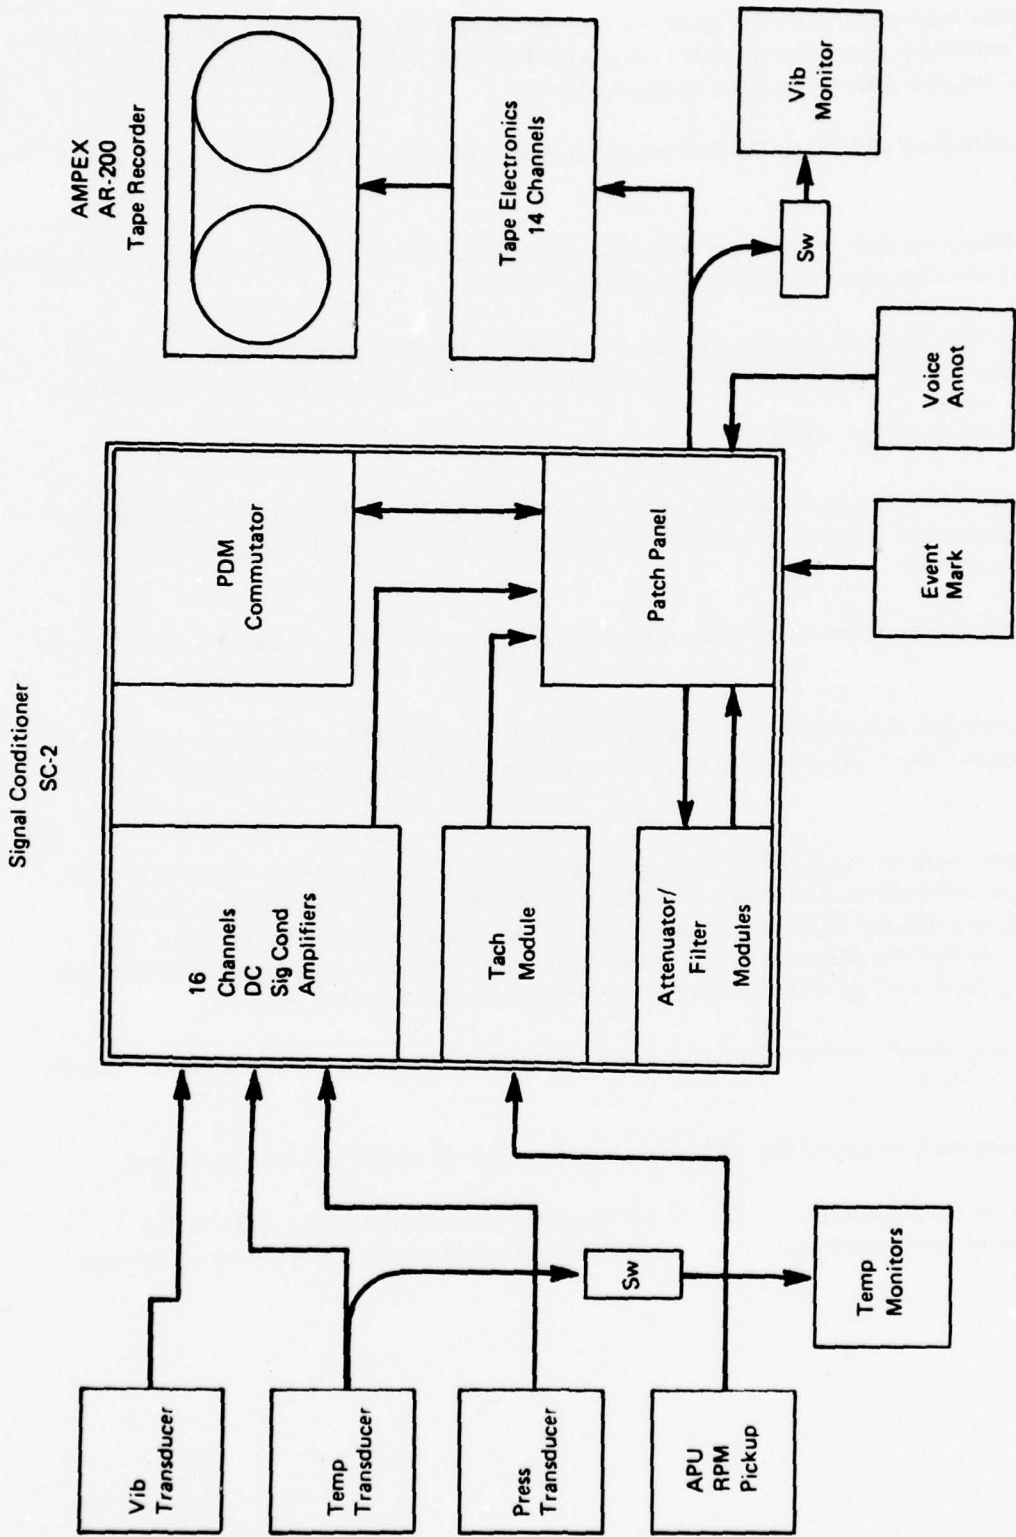 Signal Conditioner
SC-2
Vib
Transducer
Temp
Transducer
Press
Transducer
APU
RPM
Pickup
Sw
Temp
Monitors
16
Channels
DC
Sig Cond
Amplifiers
Tach
Module
Attenuator/
Filter
Modules
PDM
Commutator
Patch Panel
Event
Mark
Voice
Annot
AMPEX
AR-200
Tape Recorder
Tape Electronics
14 Channels
Sw
Vib
Monitor